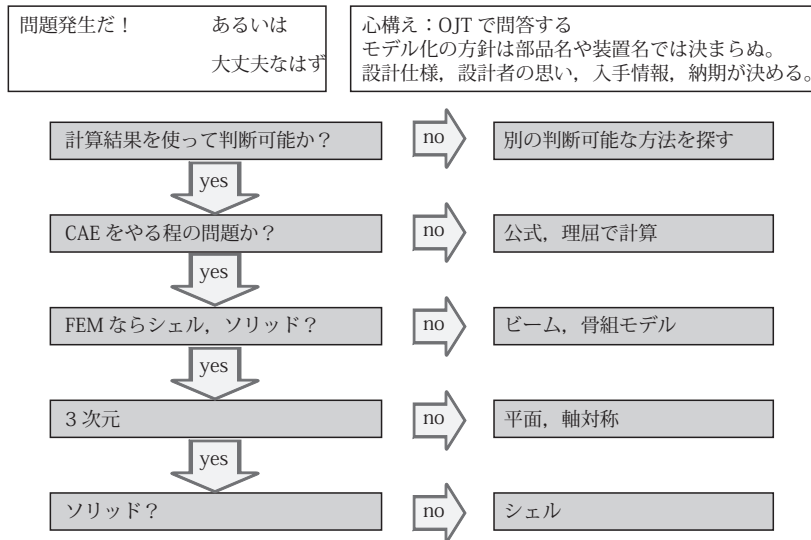 問題発生だ！　あるいは
大丈夫なはず
心構え：OJT で問答する
モデル化の方針は部品名や装置名では決まらぬ。
設計仕様，設計者の思い，入手情報，納期が決める。
計算結果を使って判断可能か？
no
別の判断可能な方法を探す
yes
CAE をやる程の問題か？
no
公式，理屈で計算
yes
FEM ならシェル，ソリッド？
no
ビーム，骨組モデル
yes
3 次元
no
平面，軸対称
yes
ソリッド？
no
シェル